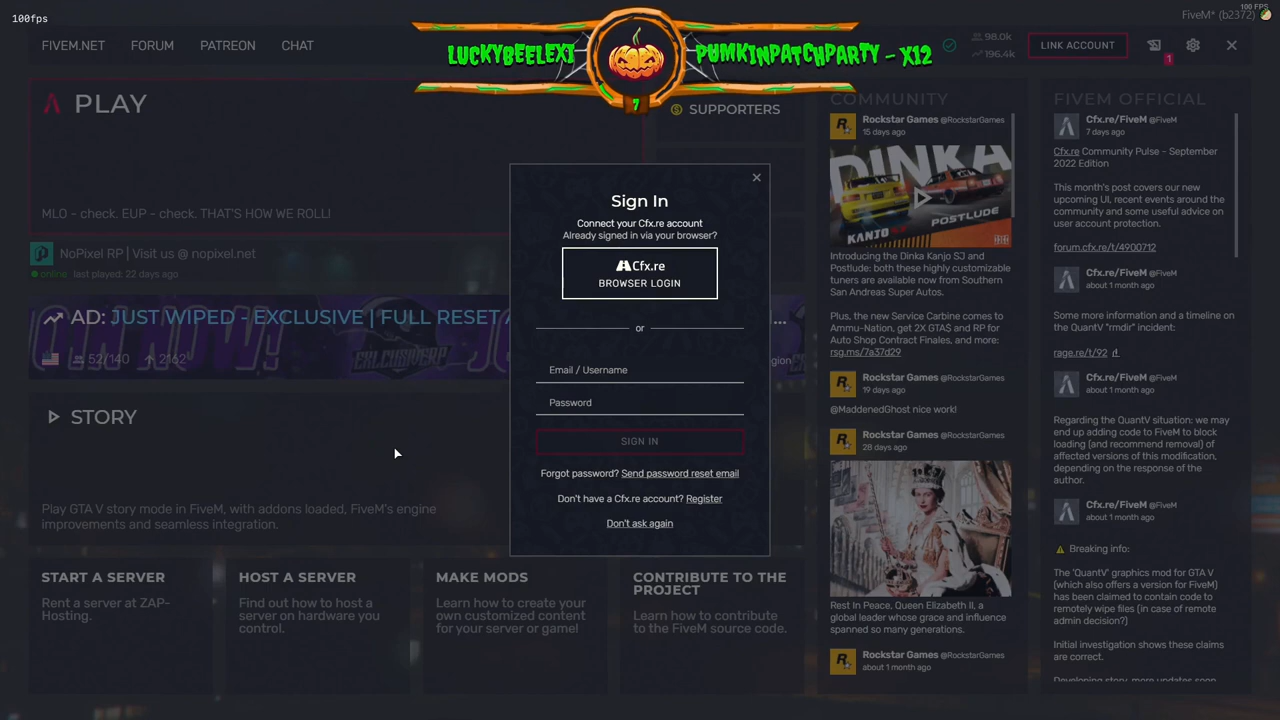 100fps
100 FPS
FiveM* (b2372)
FIVEM.NET
FORUM
PATREON
CHAT
LUCKYBEELEXI
PUMKINPATCHPARTY - X12
7
98.0k
196.4k
LINK ACCOUNT
1
PLAY
MLO - check. EUP - check. THAT'S HOW WE ROLL!
NoPixel RP | Visit us @ nopixel.net
online last played: 22 days ago
AD: JUST WIPED - EXCLUSIVE | FULL RESET
52/140 2162
STORY
Play GTA V story mode in FiveM, with addons loaded, FiveM's engine
improvements and seamless integration.
SUPPORTERS
Sign In
Connect your Cfx.re account
Already signed in via your browser?
Cfx.re
BROWSER LOGIN
or
Email / Username
Password
SIGN IN
Forgot password? Send password reset email
Don't have a Cfx.re account? Register
Don't ask again
START A SERVER
Rent a server at ZAP-
Hosting.
HOST A SERVER
Find out how to host a
server on hardware you
control.
MAKE MODS
Learn how to create your
own customized content
for your server or game!
CONTRIBUTE TO THE
PROJECT
Learn how to contribute
to the FiveM source code.
COMMUNITY
Rockstar Games @RockstarGames
15 days ago
DINKA
KANJO
POSTLUDE
Introducing the Dinka Kanjo SJ and
Postlude: both these highly customizable
tuners are available now from Southern
San Andreas Super Autos.
Plus, the new Service Carbine comes to
Ammu-Nation, get 2X GTA$ and RP for
Auto Shop Contract Finales, and more:
rsg.ms/7a37d29
Rockstar Games @RockstarGames
19 days ago
@MaddenedGhost nice work!
Rockstar Games @RockstarGames
28 days ago
Rest In Peace, Queen Elizabeth II, a
global leader whose grace and influence
spanned so many generations.
Rockstar Games @RockstarGames
about 1 month ago
FIVEM OFFICIAL
Cfx.re/FiveM @FiveM
7 days ago
Cfx.re Community Pulse - September
2022 Edition
This month's post covers our new
upcoming UI, recent events around the
community and some useful advice on
user account protection.
forum.cfx.re/t/4900712
Cfx.re/FiveM @FiveM
about 1 month ago
Some more information and a timeline on
the QuantV "rmdir" incident:
rage.re/t/92
Cfx.re/FiveM @FiveM
about 1 month ago
Regarding the QuantV situation: we may
end up adding code to FiveM to block
loading (and recommend removal) of
affected versions of this modification,
depending on the response of the
author.
Cfx.re/FiveM @FiveM
about 1 month ago
Breaking info:
The 'QuantV' graphics mod for GTA V
(which also offers a version for FiveM)
has been claimed to contain code to
remotely wipe files (in case of remote
admin decision?)
Initial investigation shows these claims
are correct.
Developing story, more updates soon